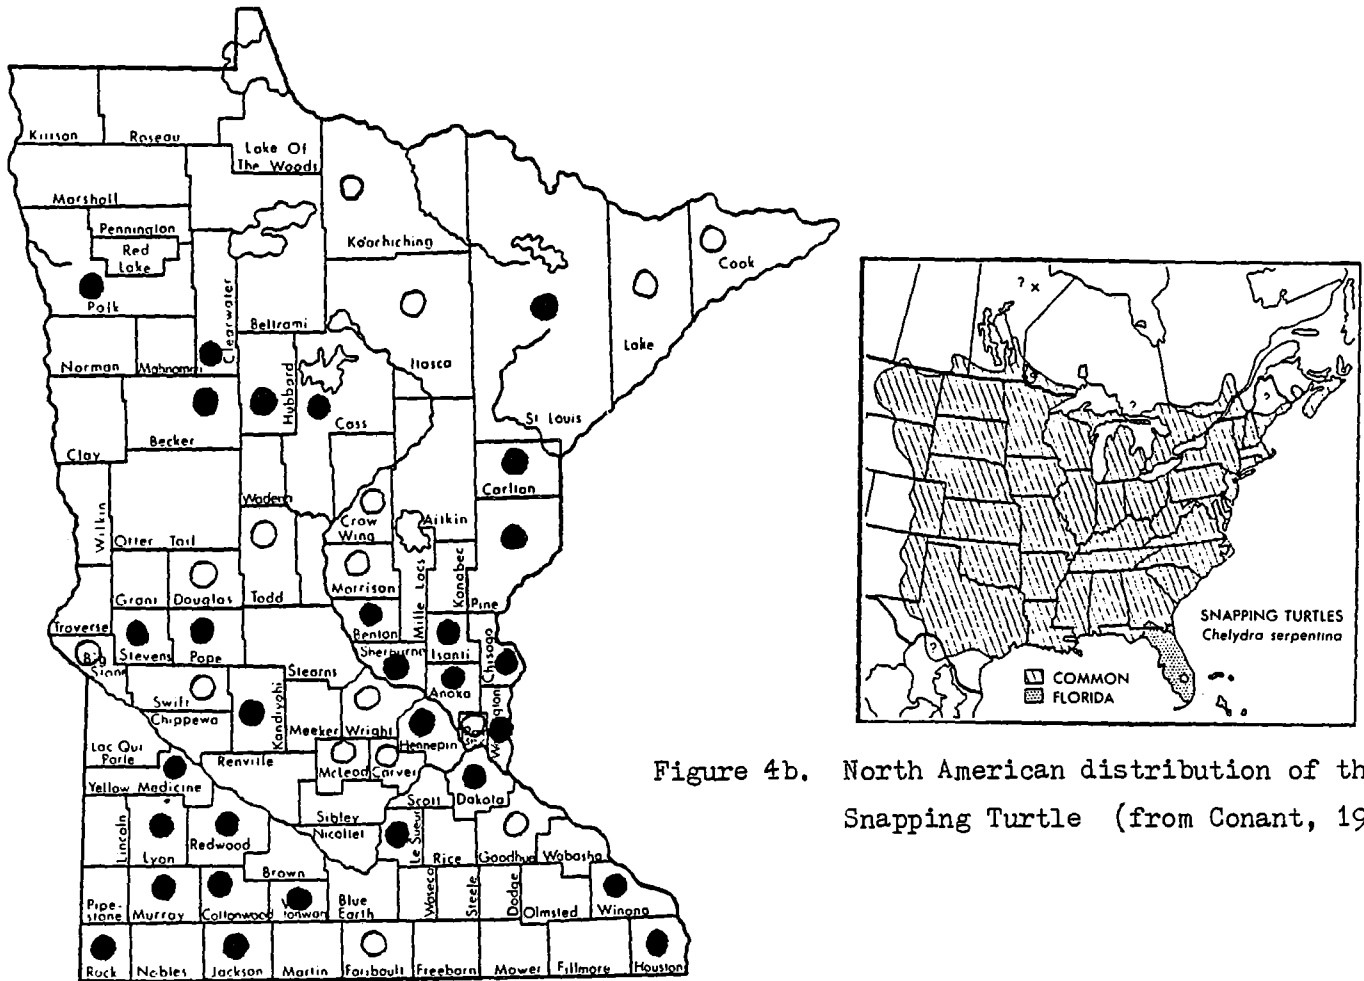 Kittson
Roseau
Lake Of
The Woods
Marshall
Koochiching
Pennington
Red
Lake
Cook
Polk
Clearwater
Beltrami
Lake
Itasca
Norman
Mahnomen
Hubbard
Cass
St Louis
Becker
Clay
Carlton
Wadena
Crow
Wing
Aitkin
Wilkin
Otter Tail
Morrison
Mille Lacs
Kanabec
Pine
Grant
Douglas
Todd
Traverse
Benton
Big
Stone
Stevens
Pope
Stearns
Sherburne
Isanti
Chisago
Anoka
Swift
Chippewa
Kandiyohi
Meeker
Wright
Hennepin
Lac Qui
Parle
Renville
McLeod
Carver
Yellow Medicine
Scott
Dakota
Sibley
Nicollet
Lincoln
Lyon
Redwood
Le Sueur
Rice
Goodhue
Wabasha
Brown
Pipe-
stone
Murray
Cottonwood
Blue
Earth
Waseca
Steele
Dodge
Olmsted
Winona
Rock
Nobles
Jackson
Martin
Faribault
Freeborn
Mower
Fillmore
Houston
? x
?
?
?
?
SNAPPING TURTLES
Chelydra serpentina
COMMON
FLORIDA
Figure 4b. North American distribution of th
Snapping Turtle (from Conant, 19